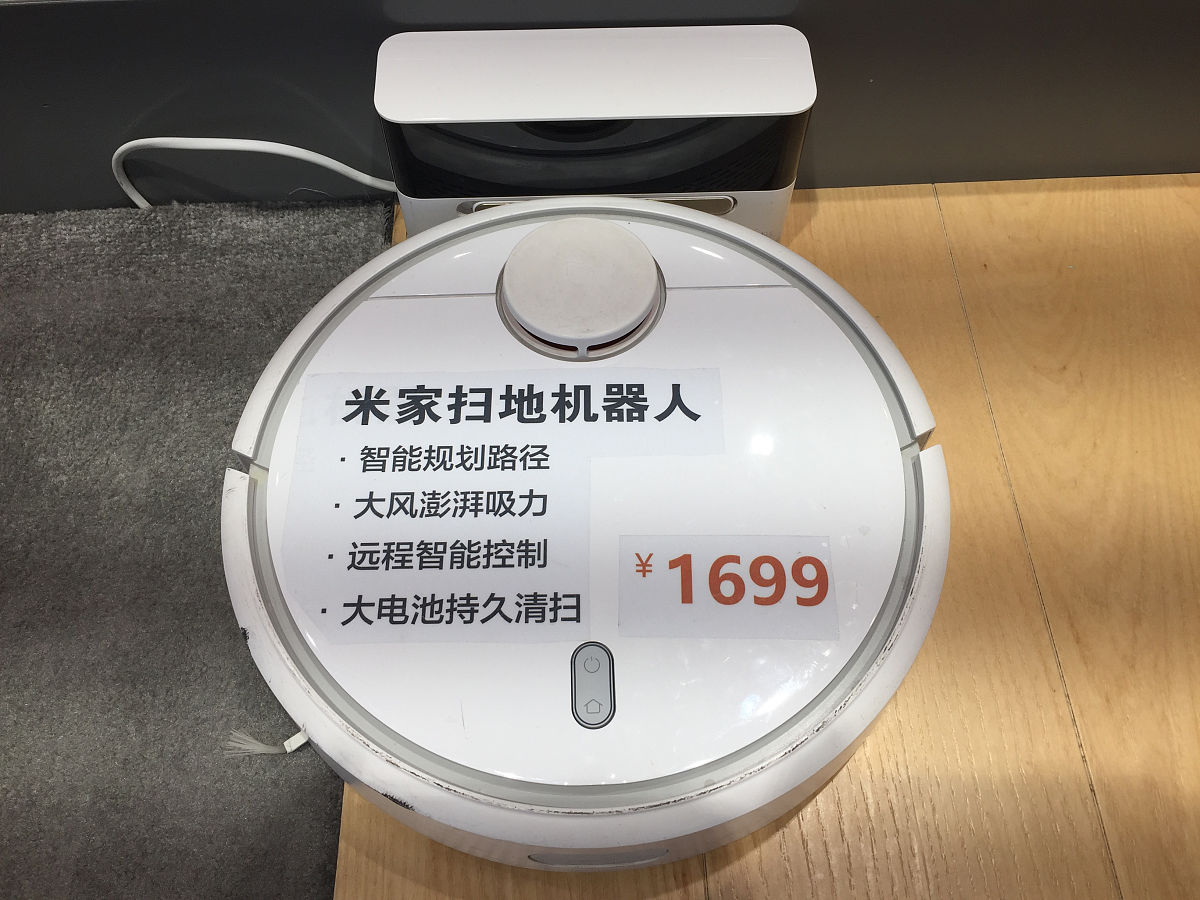 米家扫地机器人
· 智能规划路径
· 大风澎湃吸力
· 远程智能控制
· 大电池持久清扫
¥1699